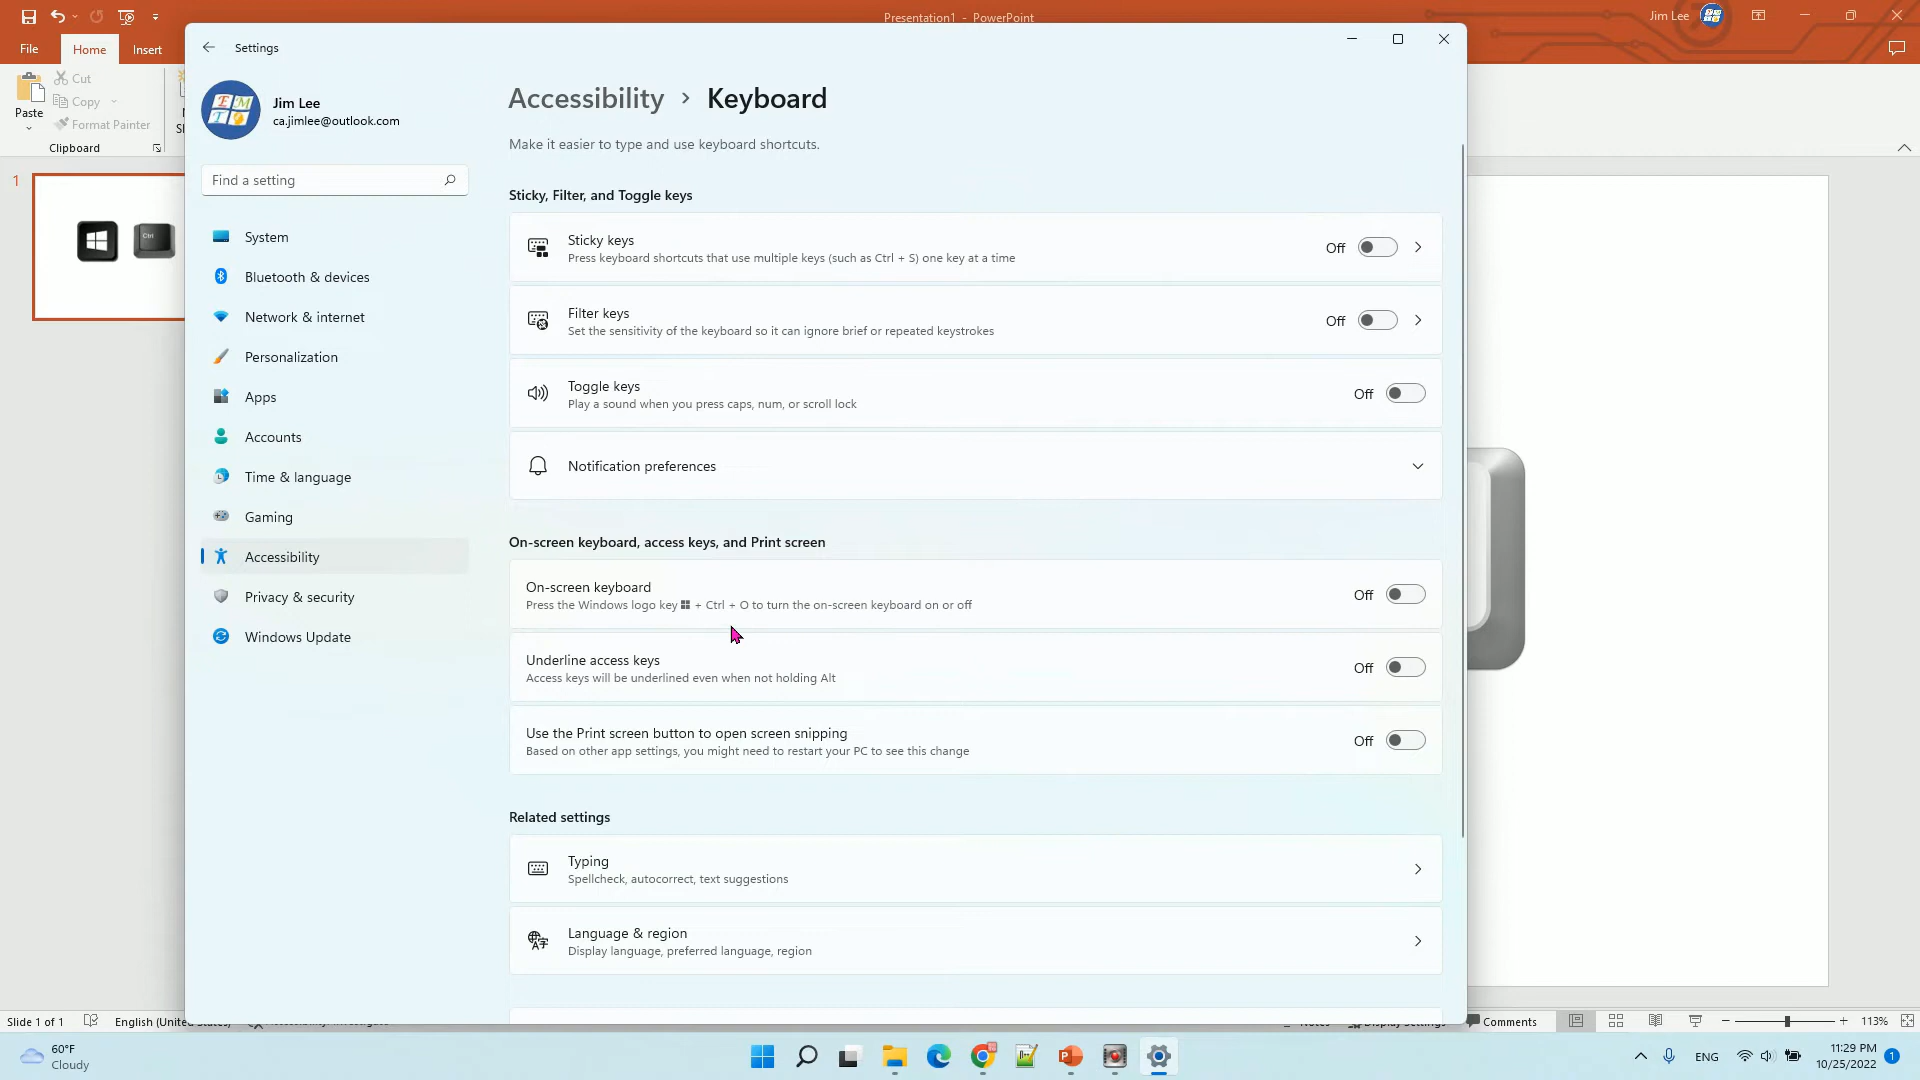 Presentation1 - PowerPoint
Jim Lee
File
Home
Insert
Paste
Cut
Copy
Format Painter
Clipboard
1
Ctrl
Settings
Jim Lee
ca.jimlee@outlook.com
Find a setting
System
Bluetooth & devices
Network & internet
Personalization
Apps
Accounts
Time & language
Gaming
Accessibility
Privacy & security
Windows Update
Accessibility > Keyboard
Make it easier to type and use keyboard shortcuts.
Sticky, Filter, and Toggle keys
Sticky keys
Press keyboard shortcuts that use multiple keys (such as Ctrl + S) one key at a time
Off
Filter keys
Set the sensitivity of the keyboard so it can ignore brief or repeated keystrokes
Off
Toggle keys
Play a sound when you press caps, num, or scroll lock
Off
Notification preferences
On-screen keyboard, access keys, and Print screen
On-screen keyboard
Press the Windows logo key + Ctrl + O to turn the on-screen keyboard on or off
Off
Underline access keys
Access keys will be underlined even when not holding Alt
Off
Use the Print screen button to open screen snipping
Based on other app settings, you might need to restart your PC to see this change
Off
Related settings
Typing
Spellcheck, autocorrect, text suggestions
Language & region
Display language, preferred language, region
Slide 1 of 1
English (United States)
Comments
113%
60°F
Cloudy
ENG
11:29 PM
10/25/2022
1